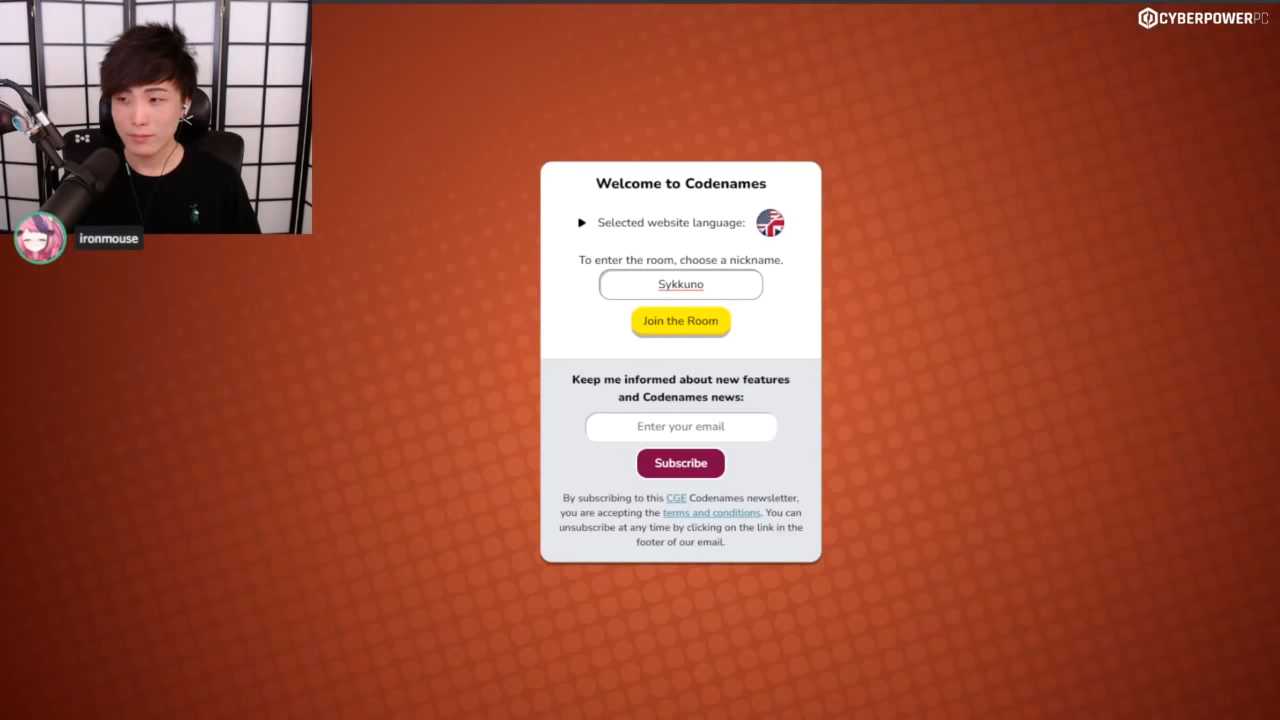 CYBERPOWERPC
ironmouse
Welcome to Codenames
Selected website language:
To enter the room, choose a nickname.
Sykkuno
Join the Room
Keep me informed about new features
and Codenames news:
Enter your email
Subscribe
By subscribing to this CGE Codenames newsletter,
you are accepting the terms and conditions. You can
unsubscribe at any time by clicking on the link in the
footer of our email.